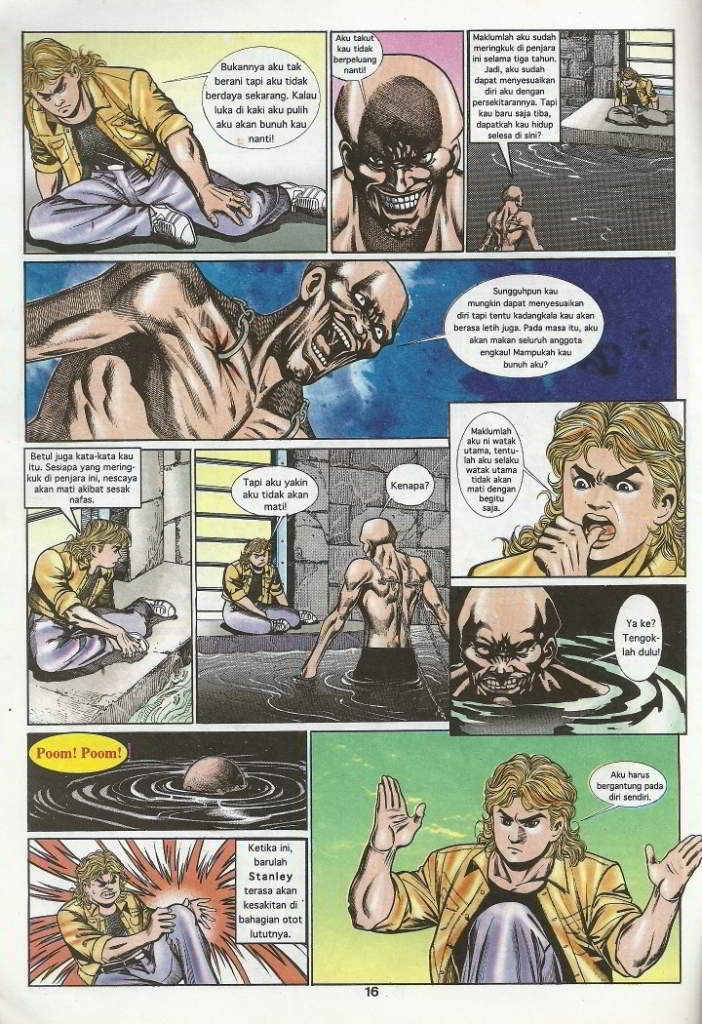 Bukannya aku tak
berani tapi aku tidak
berdaya sekarang. Kalau
luka di kaki aku pulih
aku akan bunuh kau
nanti!
Aku takut
kau tidak
berpeluang
nanti!
Maklumlah aku sudah
meringkuk di penjara
ini selama tiga tahun.
Jadi, aku sudah
dapat menyesuaikan
diri aku dengan
persekitarannya. Tapi
kau baru saja tiba,
dapatkah kau hidup
selesa di sini?
Sungguhpun kau
mungkin dapat menyesuaikan
diri tapi tentu kadangkala kau akan
berasa letih juga. Pada masa itu, aku
akan makan seluruh anggota
engkau! Mampukah kau
bunuh aku?
Betul juga kata-kata kau
itu. Sesiapa yang mering-
kuk di penjara ini, nescaya
akan mati akibat sesak
nafas.
Tapi aku yakin
aku tidak akan
mati!
Kenapa?
Maklumlah
aku ni watak
utama, tentu-
lah aku selaku
watak utama
tidak akan
mati dengan
begitu
saja.
Ya ke?
Tengok-
lah dulu!
Poom! Poom!
Ketika ini,
barulah
Stanley
terasa akan
kesakitan di
bahagian otot
lututnya.
Aku harus
bergantung pada
diri sendiri.
16